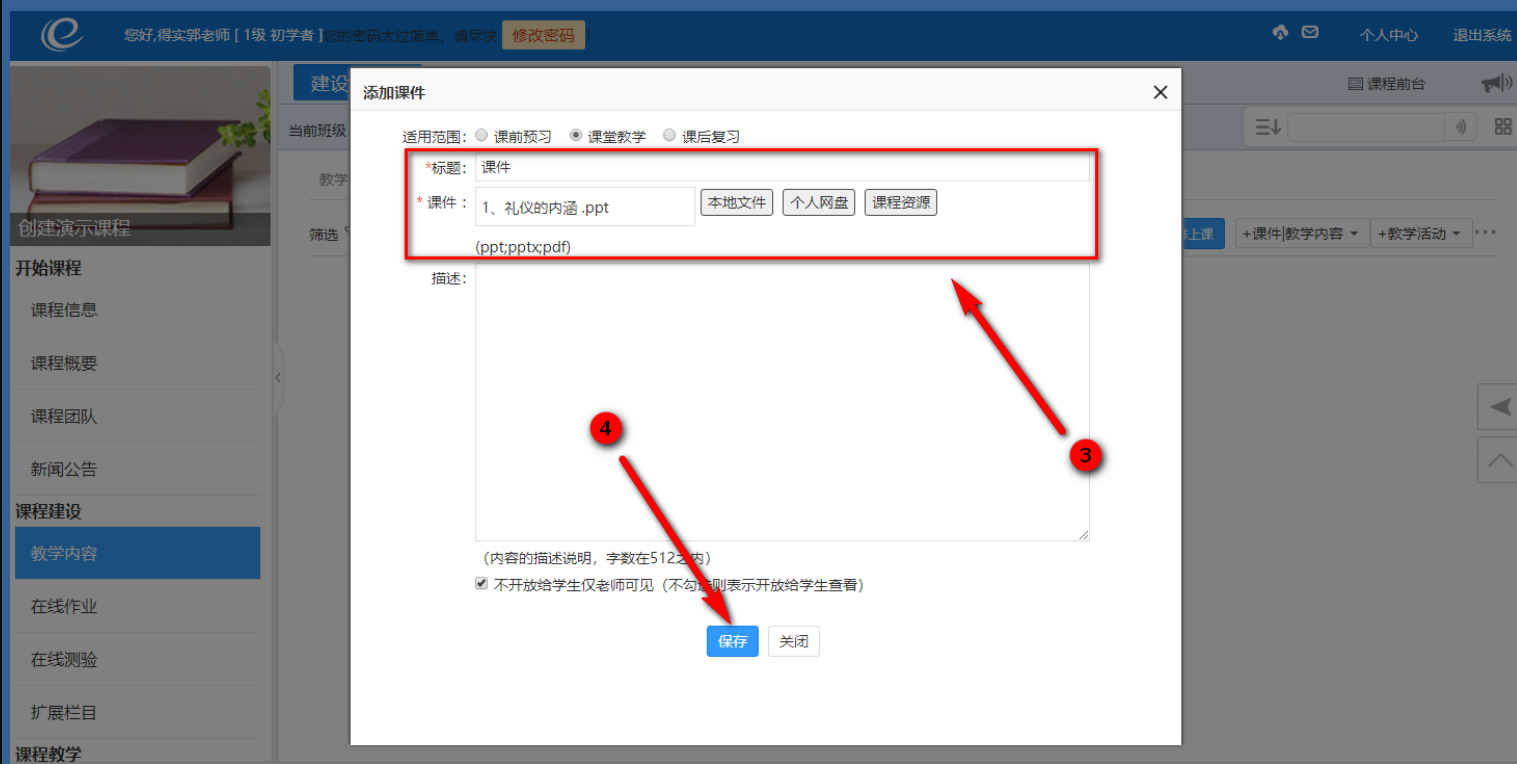 您好,得实郭老师 [ 1级 初学者 ]您的密码太过简单，请尽快 修改密码 !
个人中心 退出系统
建设
课程前台
当前班级
教学
创建演示课程
筛选
上课 +课件|教学内容 +教学活动
开始课程
课程信息
课程概要
课程团队
新闻公告
课程建设
教学内容
在线作业
在线测验
扩展栏目
课程教学
添加课件
适用范围: 课前预习 课堂教学 课后复习
*标题: 课件
* 课件 : 1、礼仪的内涵 .ppt 本地文件 个人网盘 课程资源
(ppt;pptx;pdf)
描述:
3
4
(内容的描述说明，字数在512之内)
不开放给学生仅老师可见（不勾选则表示开放给学生查看）
保存 关闭